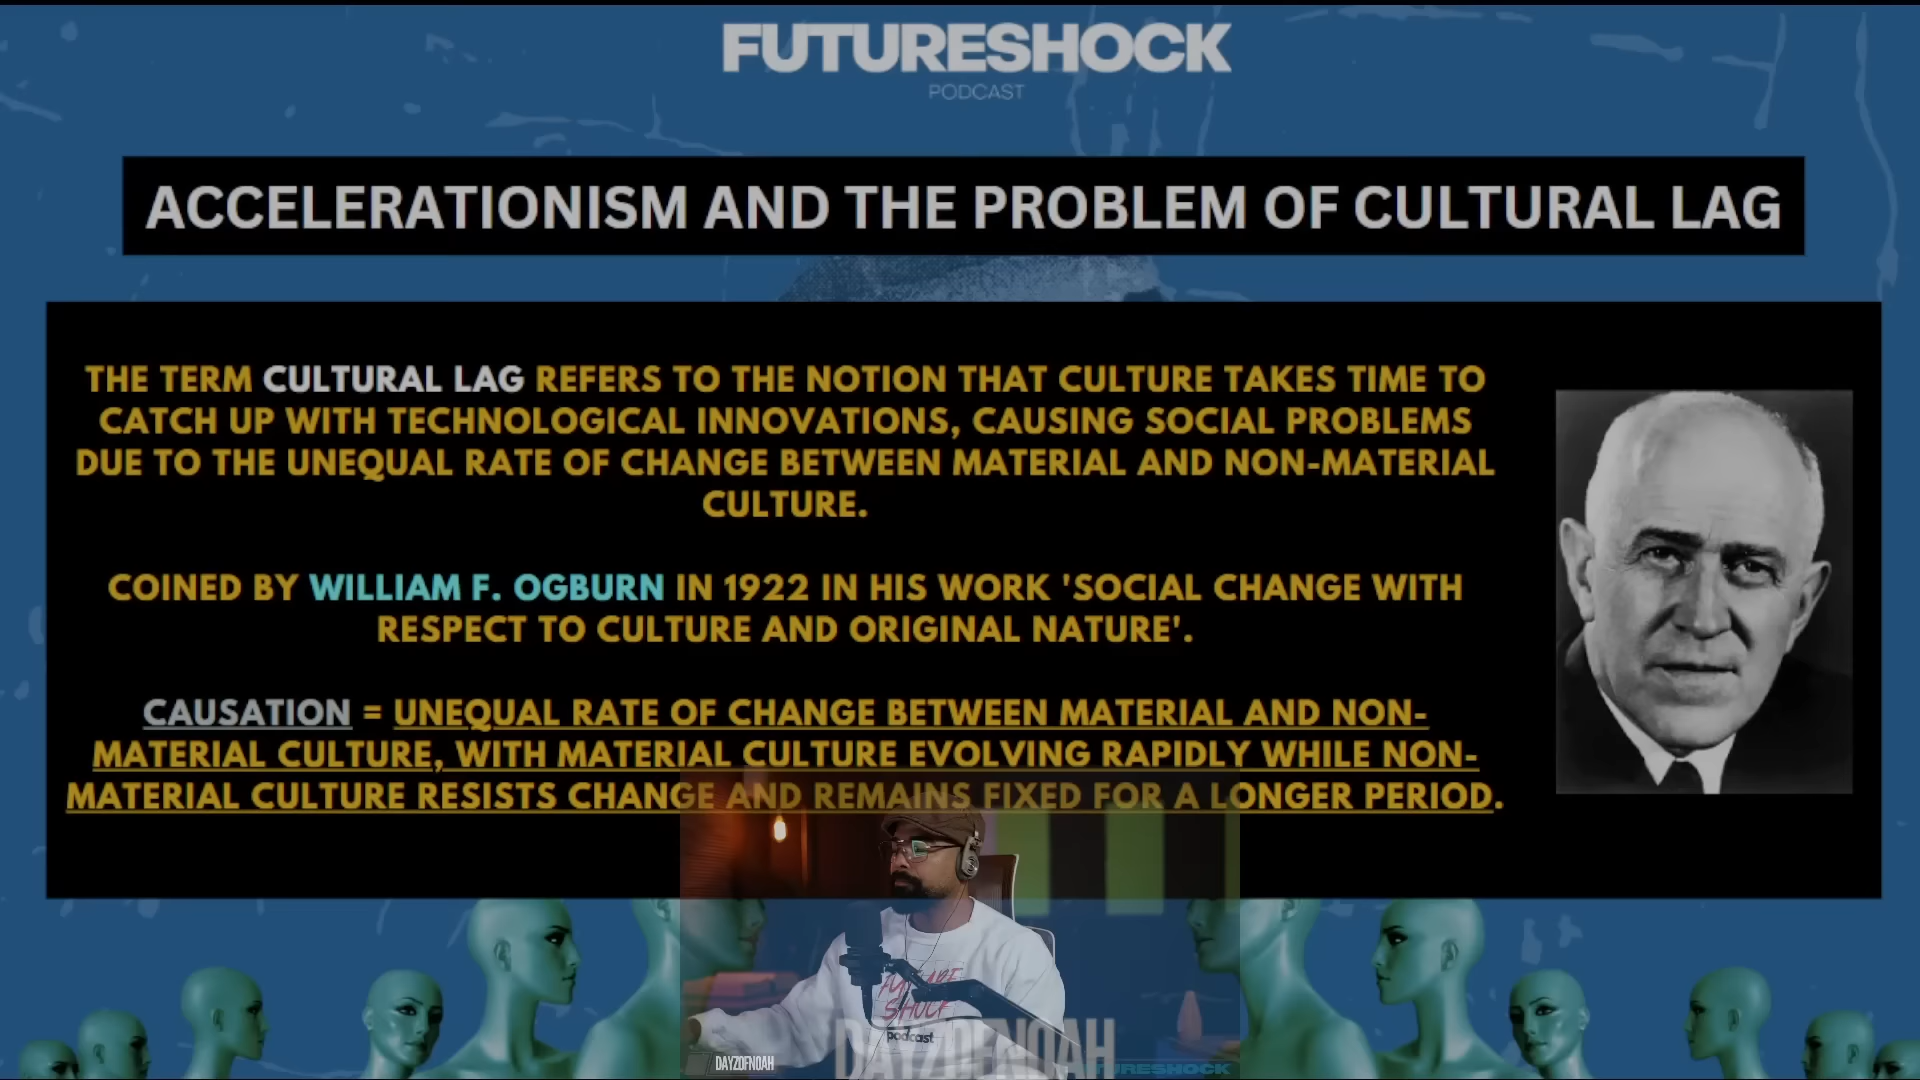 FUTURESHOCK
PODCAST
ACCELERATIONISM AND THE PROBLEM OF CULTURAL LAG
THE TERM CULTURAL LAG REFERS TO THE NOTION THAT CULTURE TAKES TIME TO
CATCH UP WITH TECHNOLOGICAL INNOVATIONS, CAUSING SOCIAL PROBLEMS
DUE TO THE UNEQUAL RATE OF CHANGE BETWEEN MATERIAL AND NON-MATERIAL
CULTURE.
COINED BY WILLIAM F. OGBURN IN 1922 IN HIS WORK 'SOCIAL CHANGE WITH
RESPECT TO CULTURE AND ORIGINAL NATURE'.
CAUSATION = UNEQUAL RATE OF CHANGE BETWEEN MATERIAL AND NON-
MATERIAL CULTURE, WITH MATERIAL CULTURE EVOLVING RAPIDLY WHILE NON-
MATERIAL CULTURE RESISTS CHANGE AND REMAINS FIXED FOR A LONGER PERIOD.
SHOCK
podcast
DAYZOFNOAH
DAYZOFNOAH